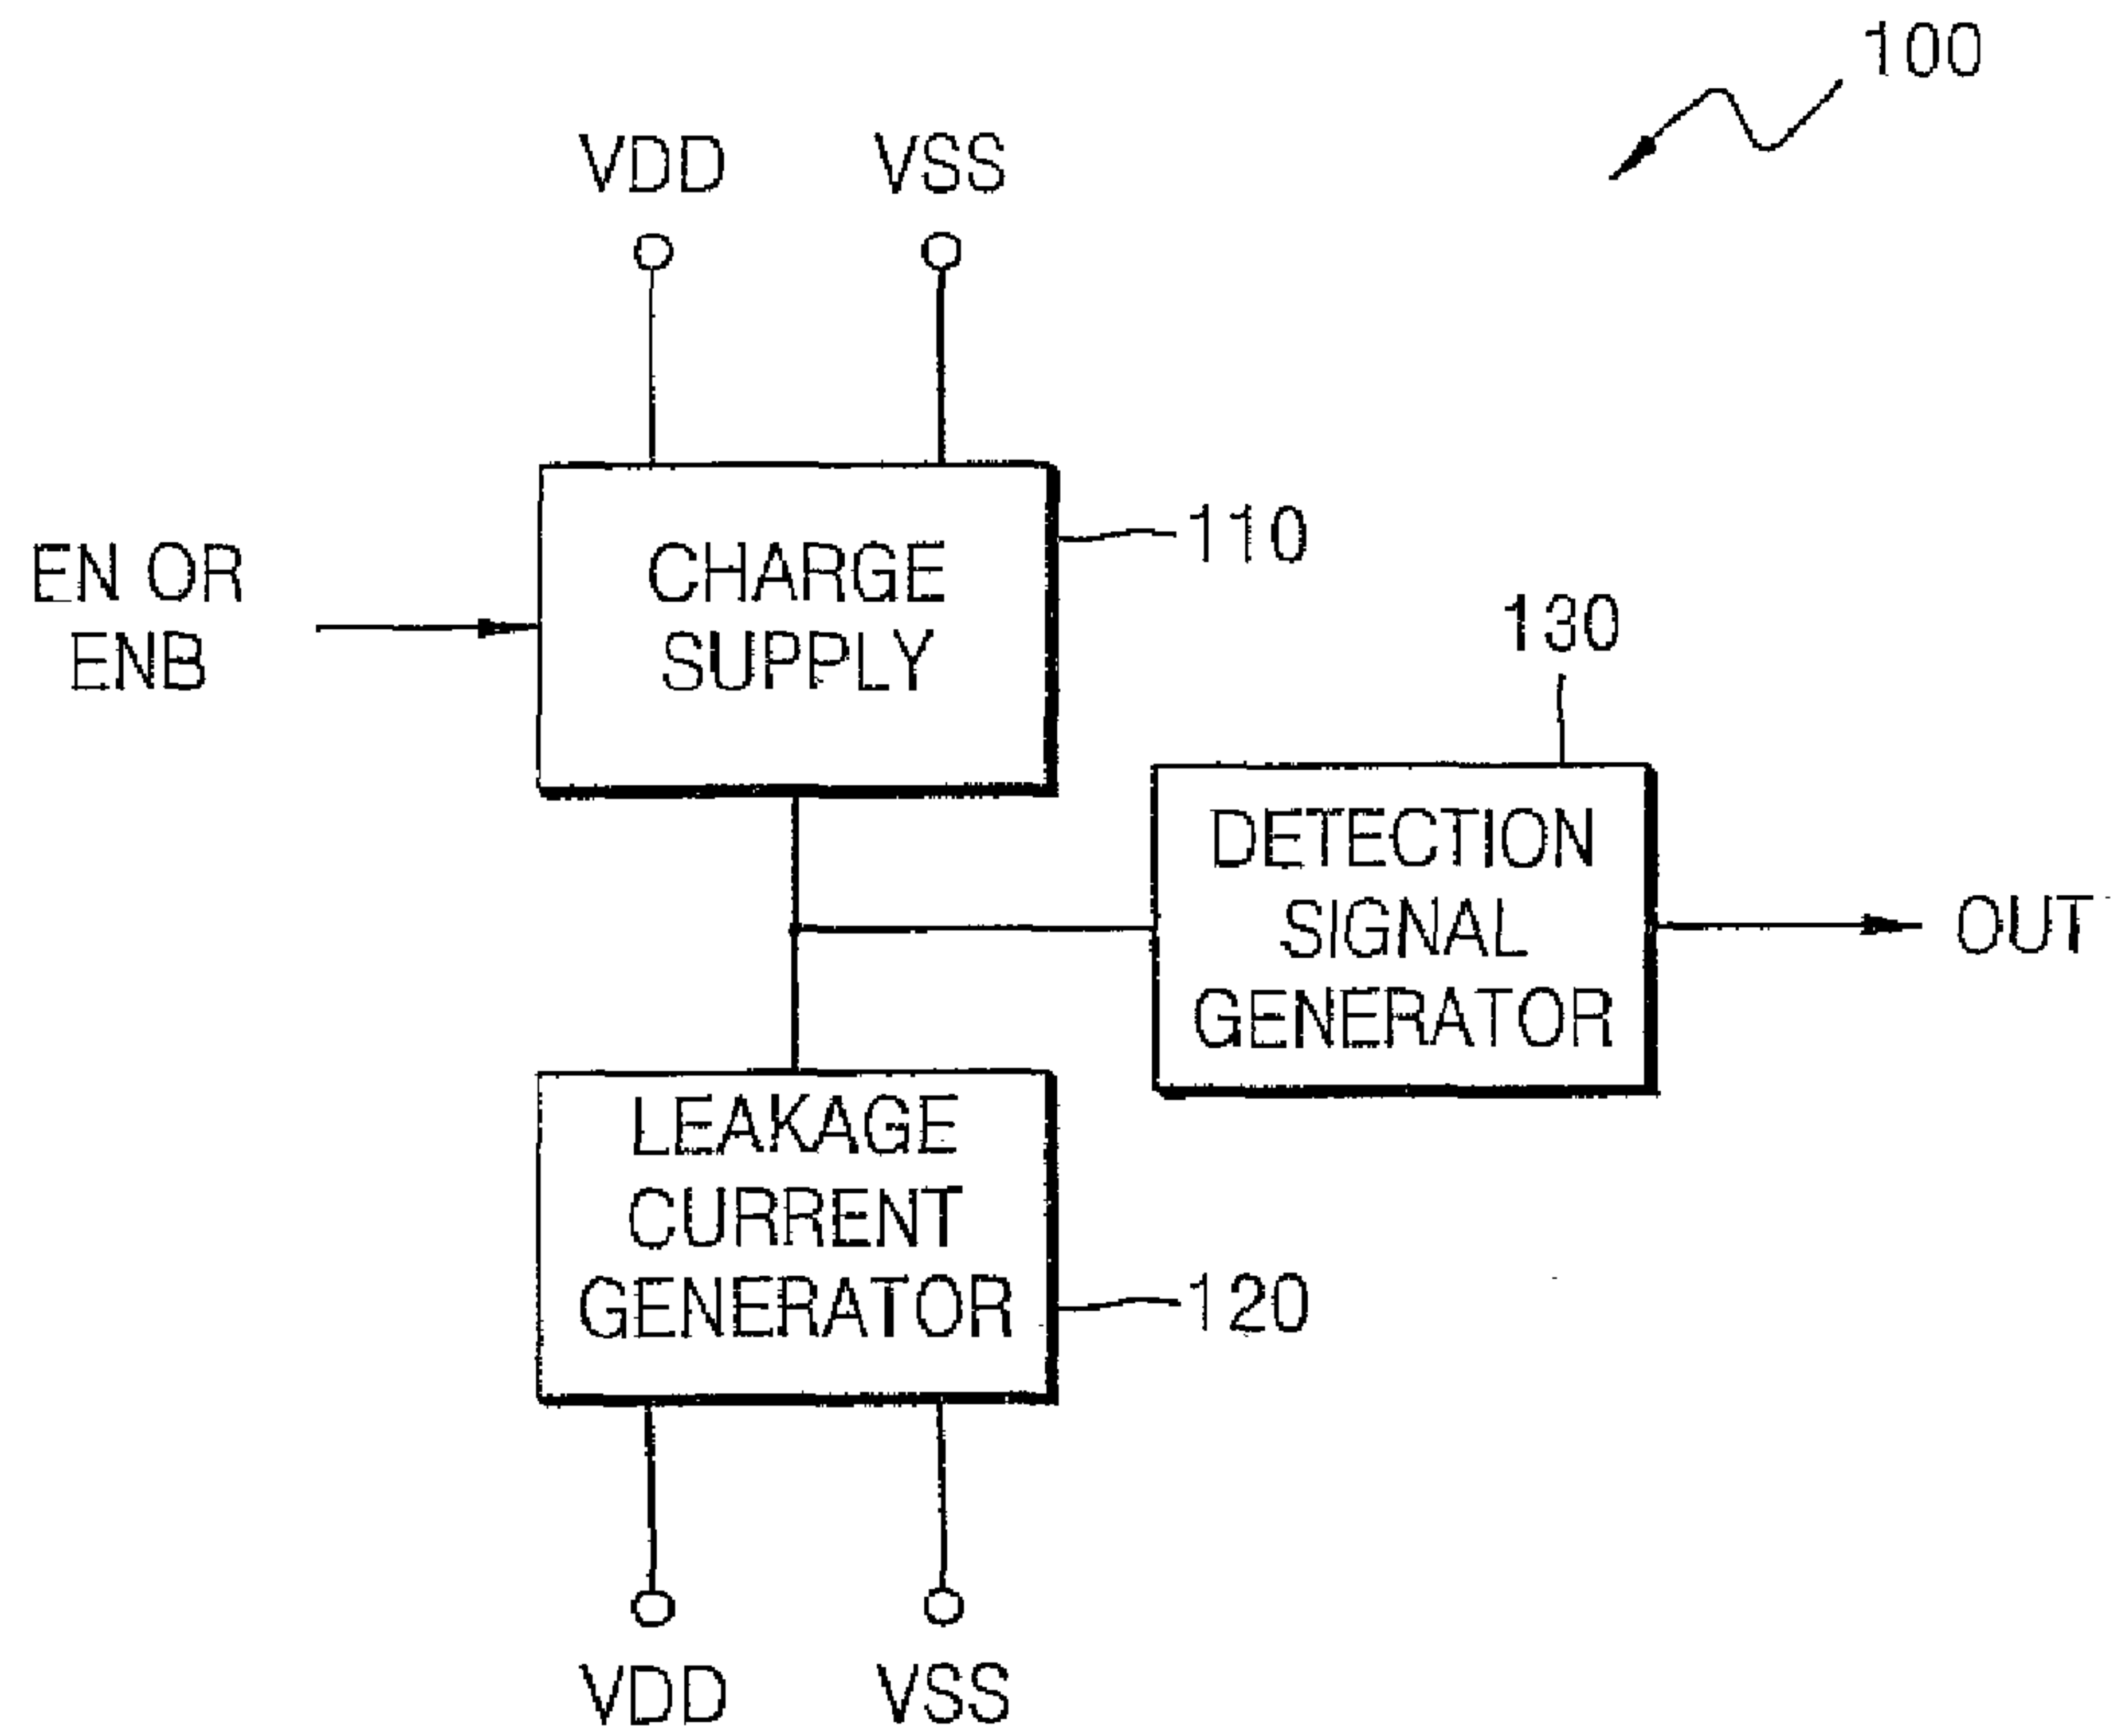 100
VDD VSS
EN OR
ENB
CHARGE
SUPPLY
110
130
DETECTION
SIGNAL
GENERATOR
OUT
LEAKAGE
CURRENT
GENERATOR
120
VDD VSS